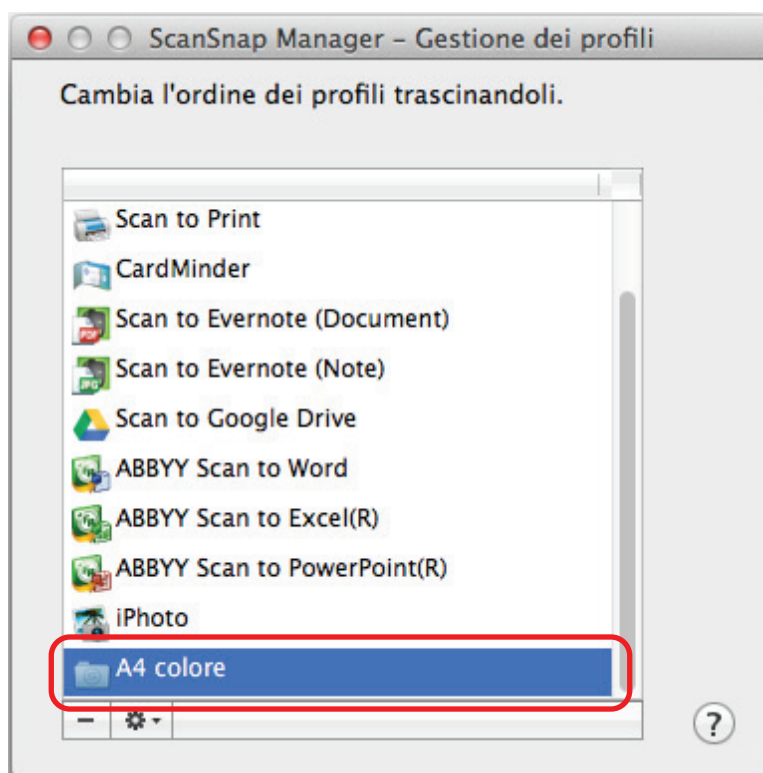 ScanSnap Manager – Gestione dei profili
Cambia l'ordine dei profili trascinandoli.
Scan to Print
CardMinder
Scan to Evernote (Document)
Scan to Evernote (Note)
Scan to Google Drive
ABBYY Scan to Word
ABBYY Scan to Excel(R)
ABBYY Scan to PowerPoint(R)
iPhoto
A4 colore
?